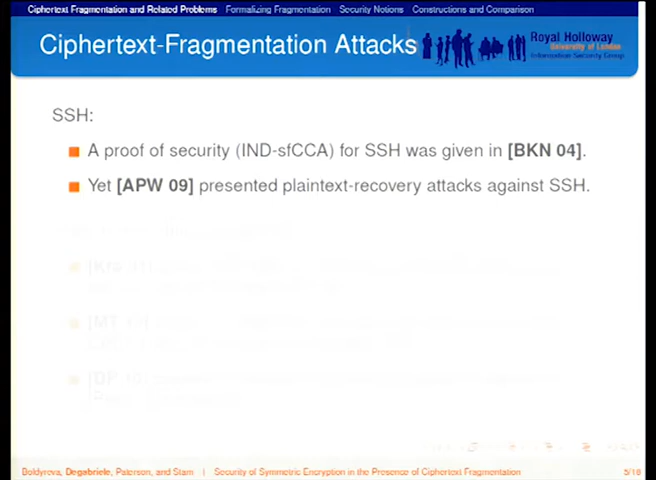 Ciphertext Fragmentation and Related Problems Formalizing Fragmentation Security Notions Constructions and Comparison
Ciphertext-Fragmentation Attacks
Royal Holloway
University of London
Information Security Group
SSH:
A proof of security (IND-sfCCA) for SSH was given in [BKN 04].
Yet [APW 09] presented plaintext-recovery attacks against SSH.
Boldyreva, Degabriele, Paterson, and Stam | Security of Symmetric Encryption in the Presence of Ciphertext Fragmentation 5/18